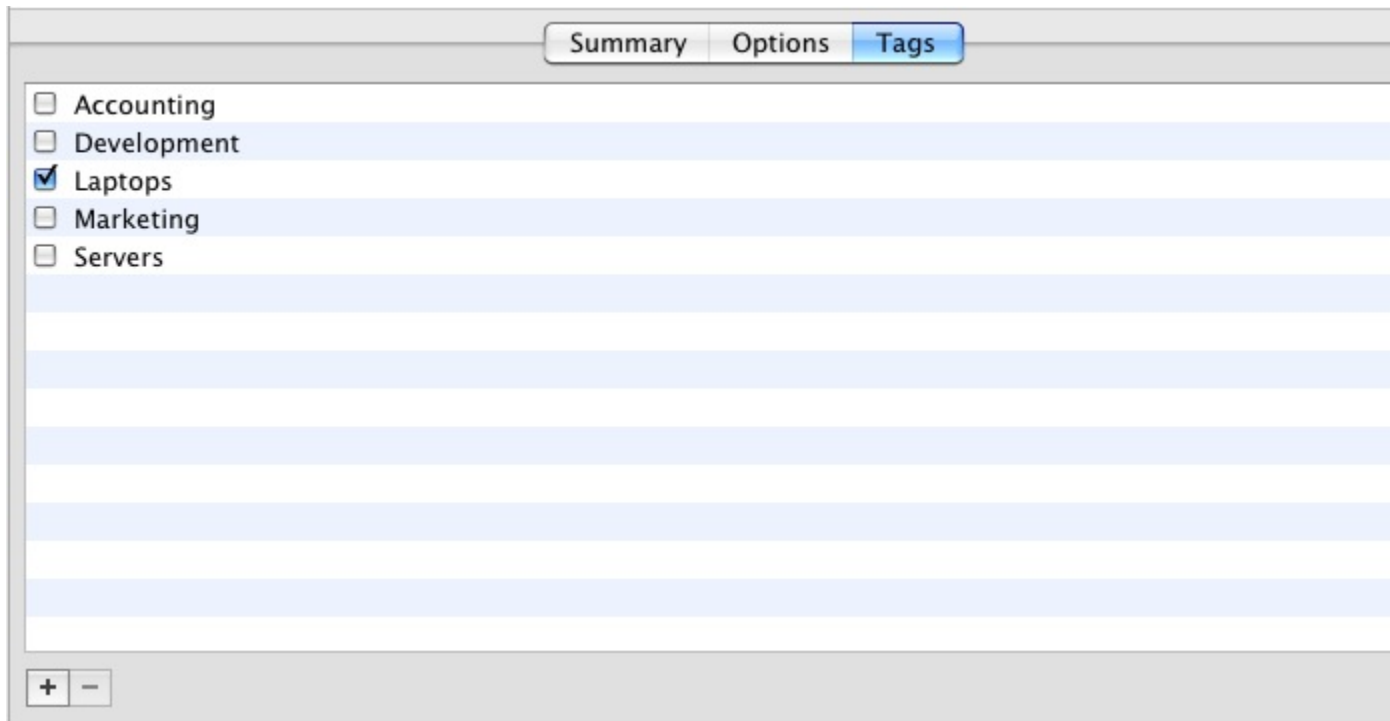 Summary Options Tags
Accounting
Development
Laptops
Marketing
Servers
+ −